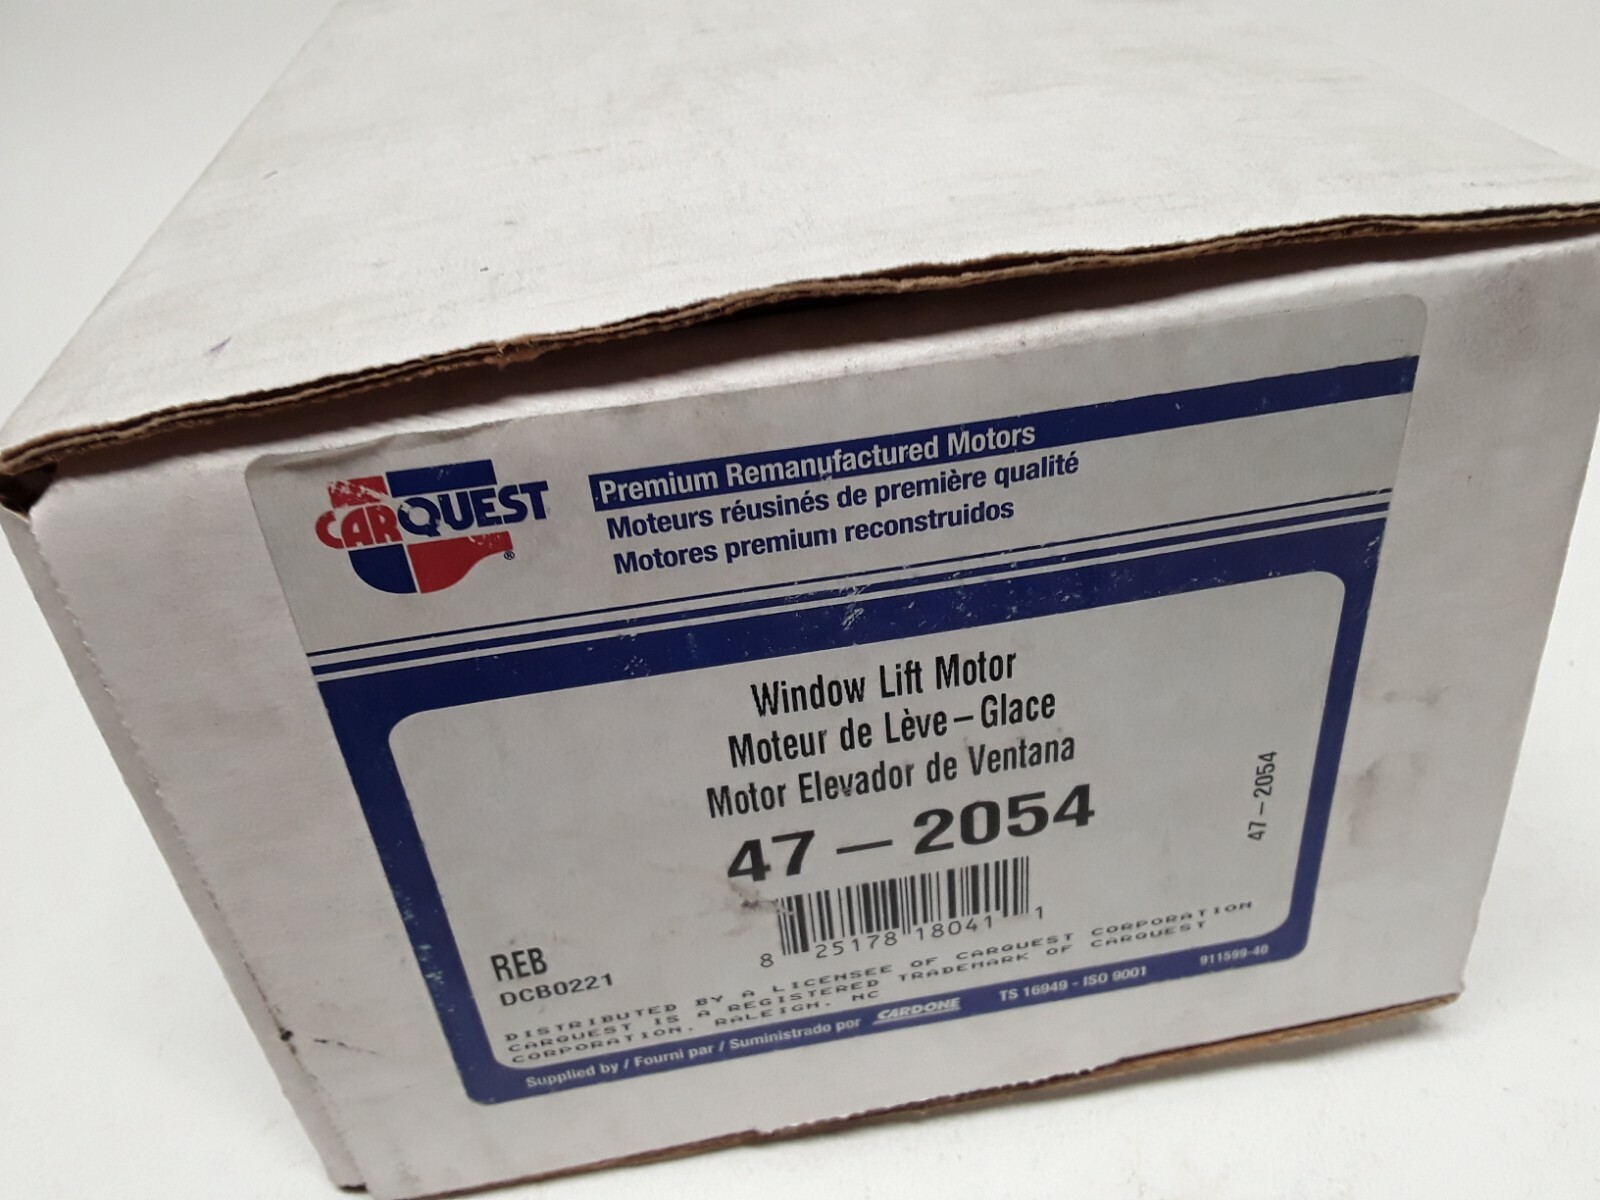 CARQUEST®
Premium Remanufactured Motors
Moteurs réusinés de première qualité
Motores premium reconstruidos
Window Lift Motor
Moteur de Lève-Glace
Motor Elevador de Ventana
47-2054
47-2054
8 25178 18041 1
REB
DCB0221
DISTRIBUTED BY A LICENSEE OF CARQUEST CORPORATION
CARQUEST IS A REGISTERED TRADEMARK OF CARQUEST
CORPORATION, RALEIGH, NC
Supplied by / Fourni par / Suministrado por CARDONE TS 16949 - ISO 9001 911599-40